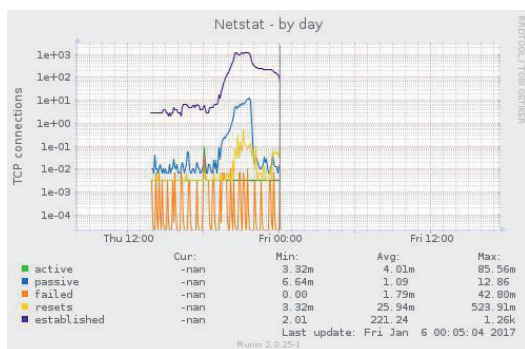 Netstat - by day
RRDTOOL / TOBI OETIKER
TCP connections
1e+03
1e+02
1e+01
1e+00
1e-01
1e-02
1e-03
1e-04
Thu 12:00 Fri 00:00 Fri 12:00
Cur: Min: Avg: Max:
active -nan 3.32m 4.01m 85.56m
passive -nan 6.64m 1.09 12.86
failed -nan 0.00 1.79m 42.80m
resets -nan 3.32m 25.94m 523.91m
established -nan 2.01 221.24 1.26k
Last update: Fri Jan 6 00:05:04 2017
Munin 2.0.25-1